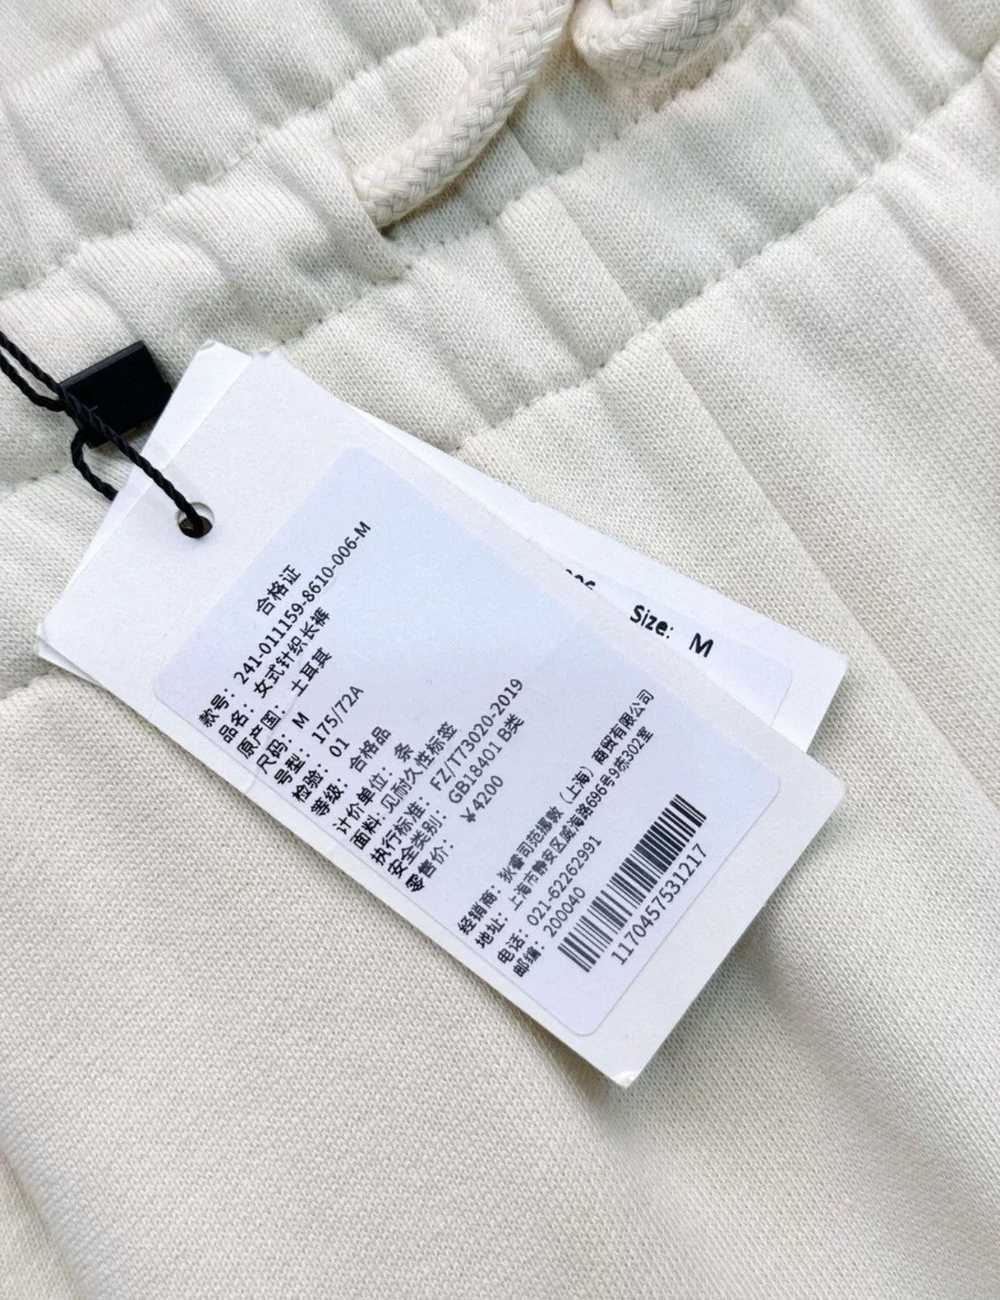 合格证
款号: 241-011159-8610-006-M
品名: 女式针织长裤
原产国: 土耳其
尺码: M
号型: 175/72A
检验: 01
等级: 合格品
计价单位: 条
面料: 见耐久性标签
执行标准: FZ/T73020-2019
安全类别: GB18401 B类
零售价: ¥4200
经销商: 狄睿司范提敦（上海）商贸有限公司
地址: 上海市静安区威海路696号9栋302室
电话: 021-62262991
邮编: 200040
1170457531217
Size: M